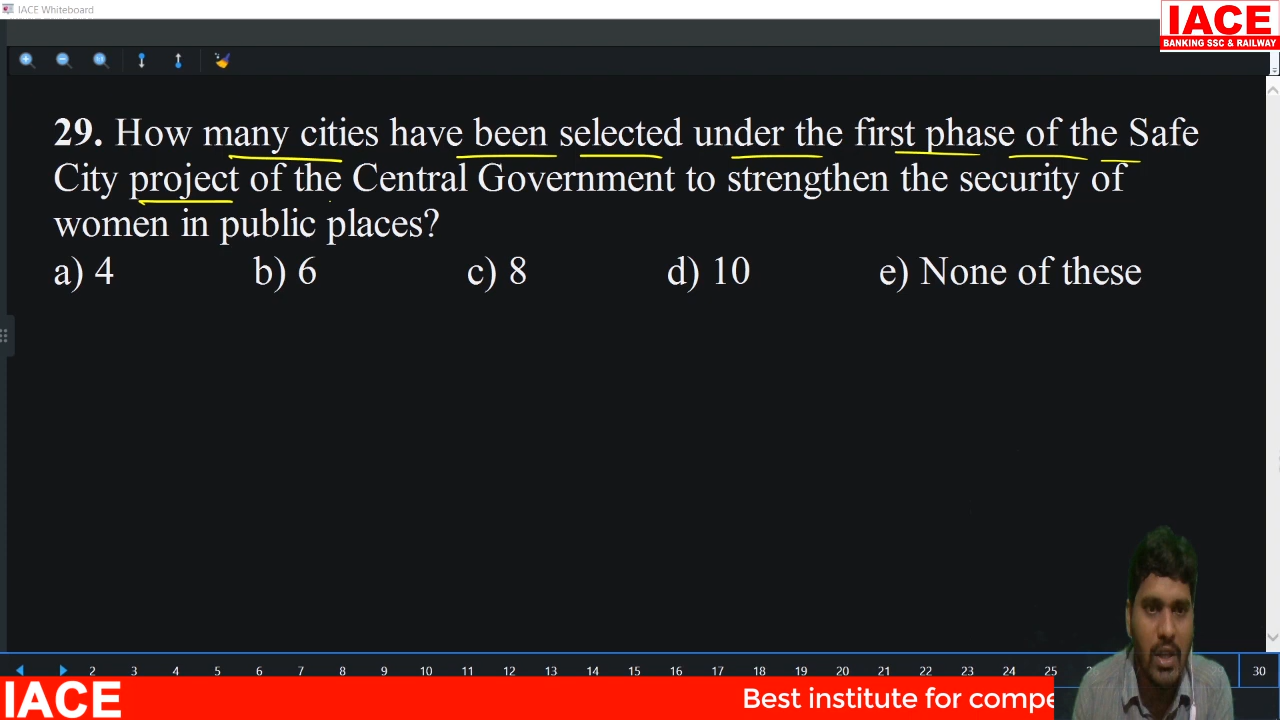 IACE Whiteboard
IACE
BANKING SSC & RAILWAY
29. How many cities have been selected under the first phase of the Safe
City project of the Central Government to strengthen the security of
women in public places?
a) 4 b) 6 c) 8 d) 10 e) None of these
2 3 4 5 6 7 8 9 10 11 12 13 14 15 16 17 18 19 20 21 22 23 24 25 30
IACE
Best institute for compe